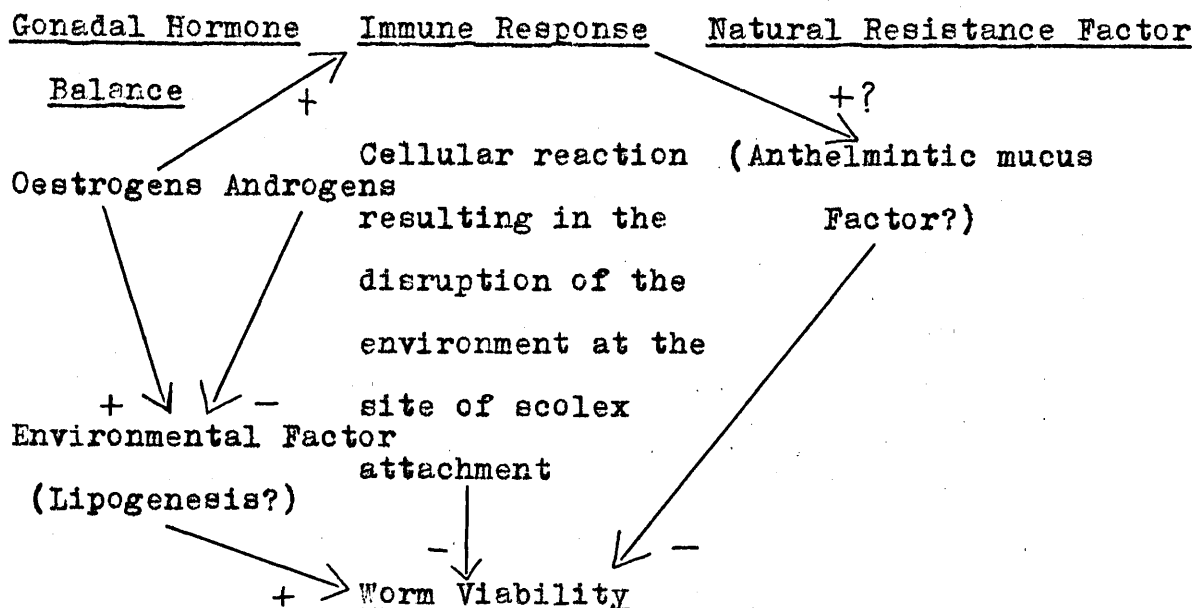 Gonadal Hormone Immune Response Natural Resistance Factor
Balance
+ +?
Cellular reaction (Anthelmintic mucus
Oestrogens Androgens
resulting in the Factor?)
disruption of the
environment at the
+ - site of scolex
Environmental Factor
attachment
(Lipogenesis?)
- -
+ Worm Viability